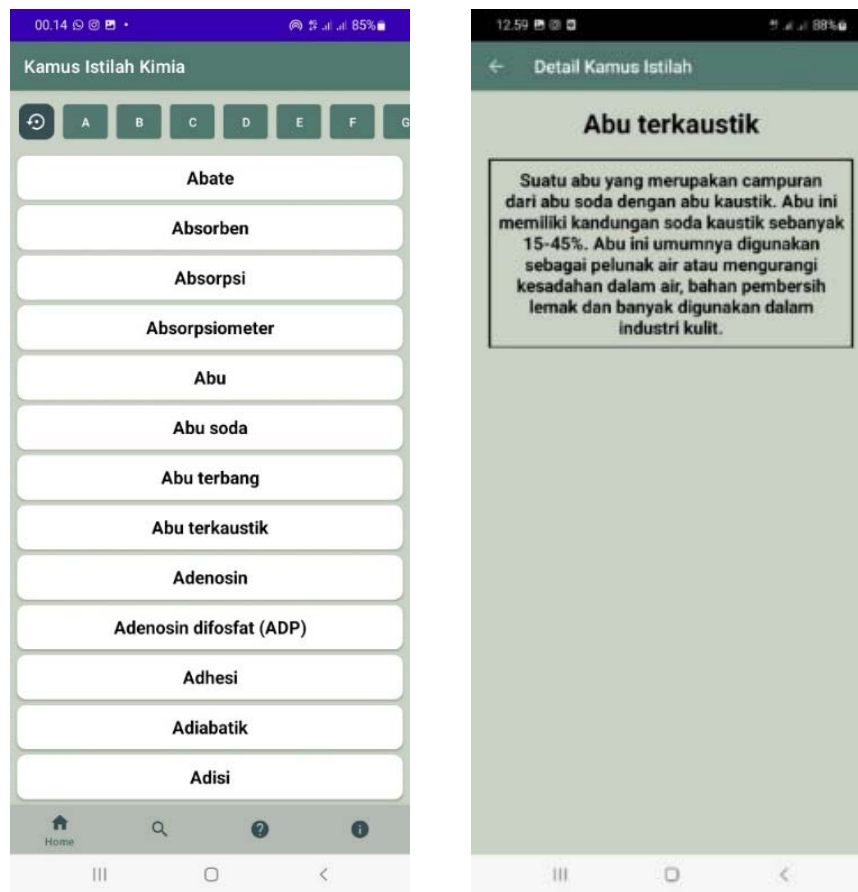 00.14
85%
Kamus Istilah Kimia
A B C D E F G
Abate
Absorben
Absorpsi
Absorpsiometer
Abu
Abu soda
Abu terbang
Abu terkaustik
Adenosin
Adenosin difosfat (ADP)
Adhesi
Adiabatik
Adisi
Home
12.59
88%
Detail Kamus Istilah
Abu terkaustik
Suatu abu yang merupakan campuran
dari abu soda dengan abu kaustik. Abu ini
memiliki kandungan soda kaustik sebanyak
15-45%. Abu ini umumnya digunakan
sebagai pelunak air atau mengurangi
kesadahan dalam air, bahan pembersih
lemak dan banyak digunakan dalam
industri kulit.